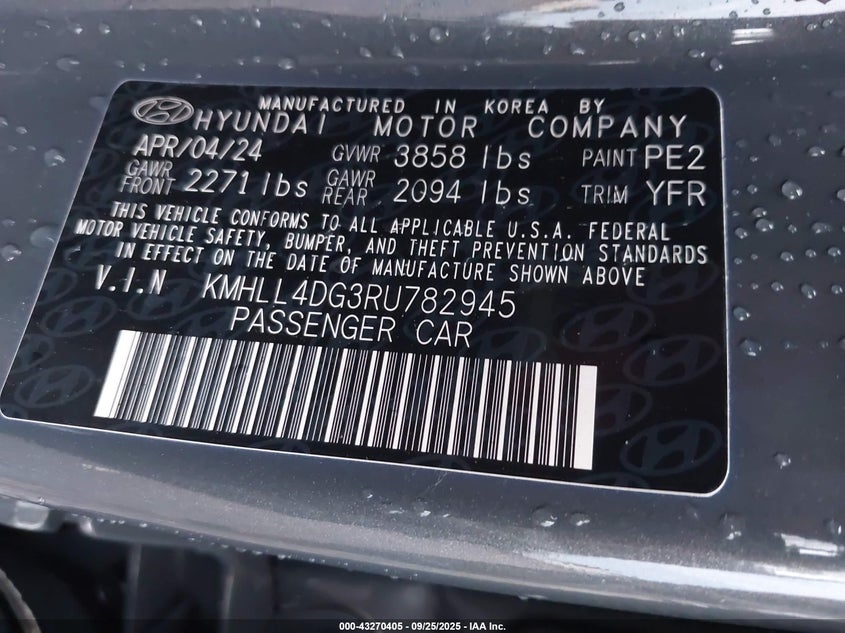 MANUFACTURED IN KOREA BY
HYUNDAI MOTOR COMPANY
APR/04/24 GVWR 3858 lbs PAINT PE2
GAWR FRONT 2271 lbs GAWR REAR 2094 lbs TRIM YFR
THIS VEHICLE CONFORMS TO ALL APPLICABLE U.S.A. FEDERAL
MOTOR VEHICLE SAFETY, BUMPER, AND THEFT PREVENTION STANDARDS
IN EFFECT ON THE DATE OF MANUFACTURE SHOWN ABOVE
V.I.N KMHLL4DG3RU782945
PASSENGER CAR
000-43270405 - 09/25/2025 - IAA Inc.